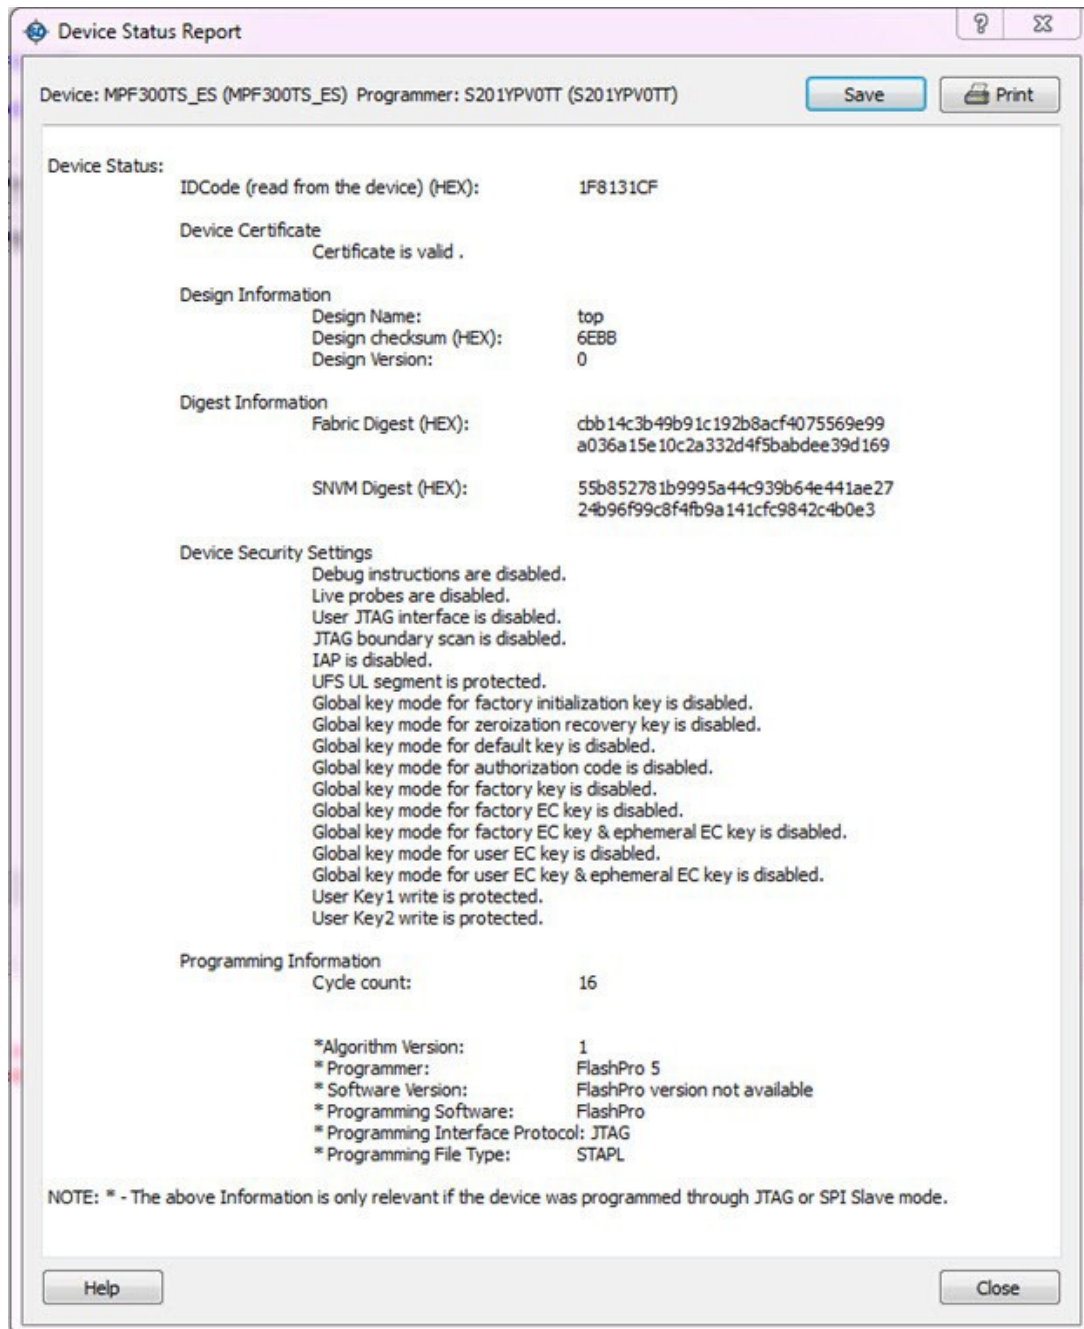 Device Status Report
Device: MPF300TS_ES (MPF300TS_ES) Programmer: S201YPV0TT (S201YPV0TT) Save Print
Device Status:
IDCode (read from the device) (HEX): 1F8131CF
Device Certificate
Certificate is valid .
Design Information
Design Name: top
Design checksum (HEX): 6EBB
Design Version: 0
Digest Information
Fabric Digest (HEX): cbb14c3b49b91c192b8acf4075569e99
a036a15e10c2a332d4f5babdee39d169
SNVM Digest (HEX): 55b852781b9995a44c939b64e441ae27
24b96f99c8f4fb9a141cfc9842c4b0e3
Device Security Settings
Debug instructions are disabled.
Live probes are disabled.
User JTAG interface is disabled.
JTAG boundary scan is disabled.
IAP is disabled.
UFS UL segment is protected.
Global key mode for factory initialization key is disabled.
Global key mode for zeroization recovery key is disabled.
Global key mode for default key is disabled.
Global key mode for authorization code is disabled.
Global key mode for factory key is disabled.
Global key mode for factory EC key is disabled.
Global key mode for factory EC key & ephemeral EC key is disabled.
Global key mode for user EC key is disabled.
Global key mode for user EC key & ephemeral EC key is disabled.
User Key1 write is protected.
User Key2 write is protected.
Programming Information
Cycle count: 16
*Algorithm Version: 1
* Programmer: FlashPro 5
* Software Version: FlashPro version not available
* Programming Software: FlashPro
* Programming Interface Protocol: JTAG
* Programming File Type: STAPL
NOTE: * - The above Information is only relevant if the device was programmed through JTAG or SPI Slave mode.
Help Close